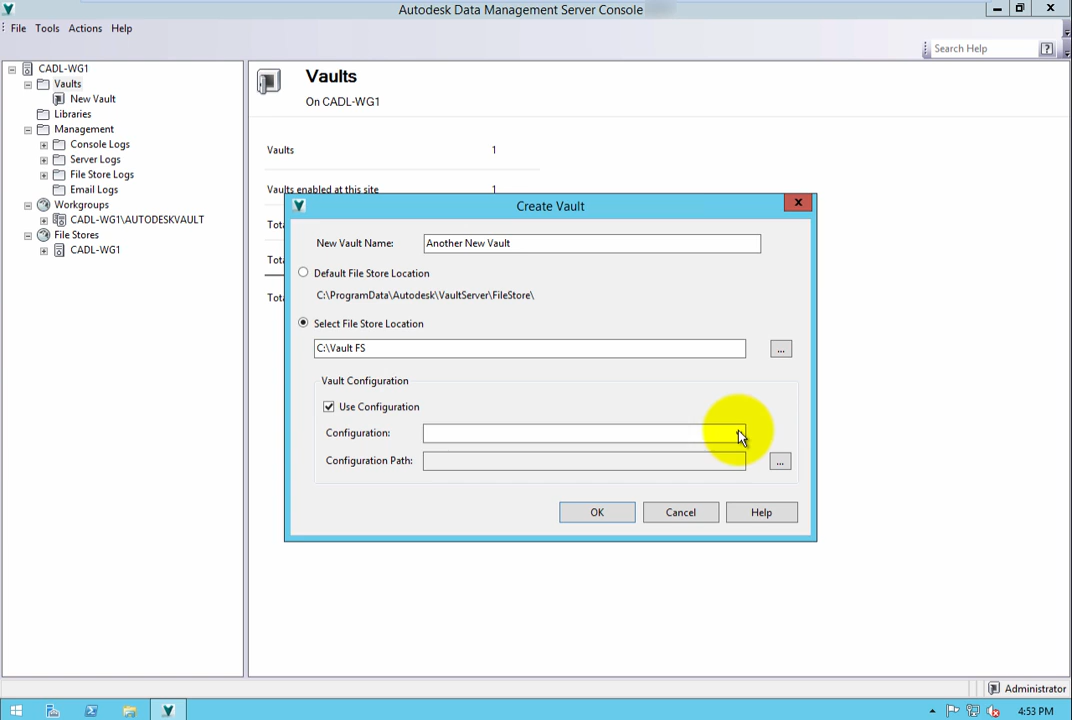 Autodesk Data Management Server Console
File Tools Actions Help
Search Help
?
CADL-WG1
Vaults
New Vault
Libraries
Management
Console Logs
Server Logs
File Store Logs
Email Logs
Workgroups
CADL-WG1\AUTODESKVAULT
File Stores
CADL-WG1
Vaults
On CADL-WG1
Vaults 1
Vaults enabled at this site 1
Create Vault
New Vault Name: Another New Vault
Default File Store Location
C:\ProgramData\Autodesk\VaultServer\FileStore\
Select File Store Location
C:\Vault FS
...
Vault Configuration
Use Configuration
Configuration:
Configuration Path:
...
OK Cancel Help
Administrator
4:53 PM